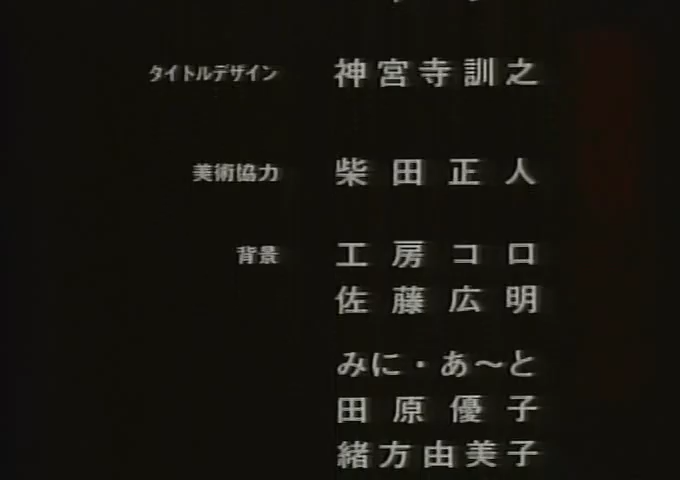 タイトルデザイン 神宮寺訓之
美術協力 柴田正人
背景 工房コロ
佐藤広明
みに・あ〜と
田原優子
緒方由美子